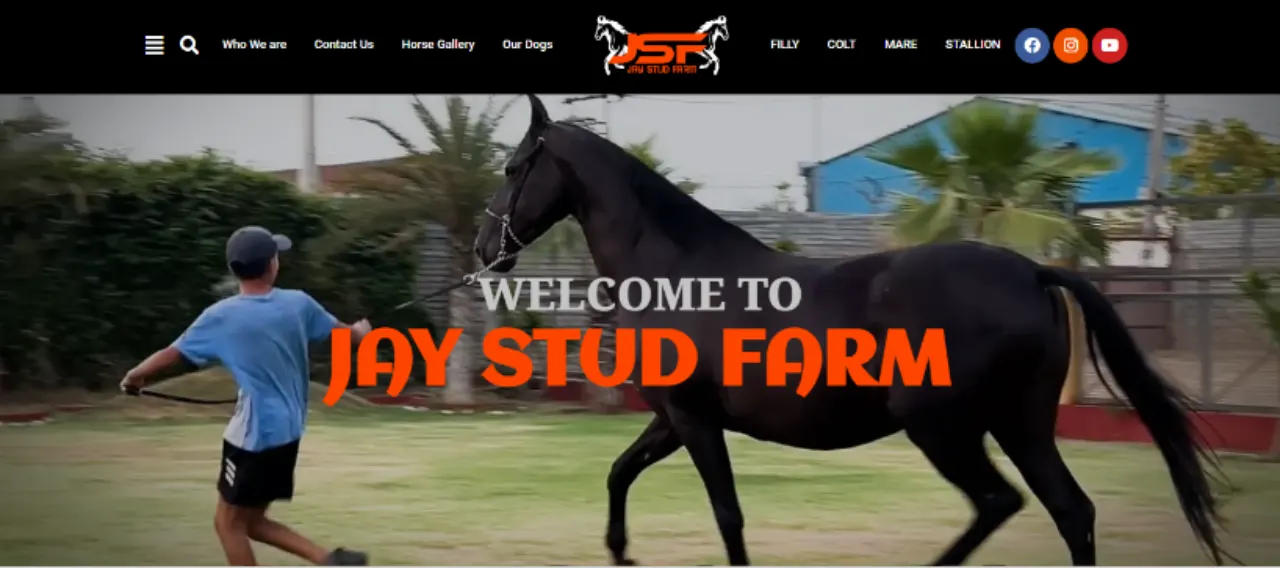 Who We are
Contact Us
Horse Gallery
Our Dogs
JSF
JAY STUD FARM
FILLY
COLT
MARE
STALLION
WELCOME TO
JAY STUD FARM